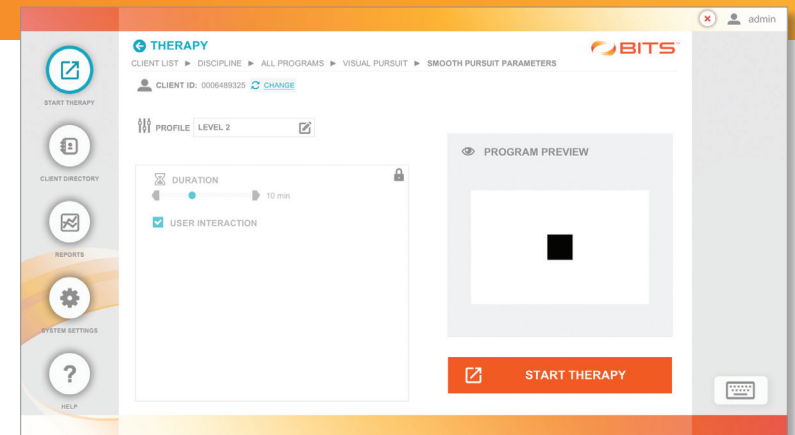 admin
THERAPY
BITS
CLIENT LIST ► DISCIPLINE ► ALL PROGRAMS ► VISUAL PURSUIT ► SMOOTH PURSUIT PARAMETERS
CLIENT ID: 0006489325 CHANGE
START THERAPY
PROFILE LEVEL 2
PROGRAM PREVIEW
CLIENT DIRECTORY
DURATION
10 min
USER INTERACTION
REPORTS
SYSTEM SETTINGS
START THERAPY
?
HELP